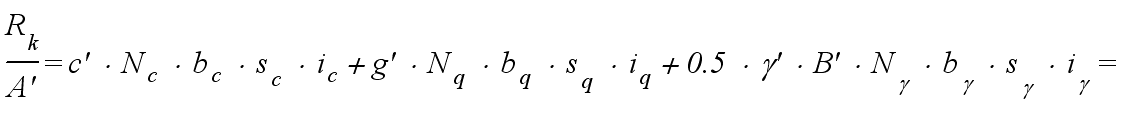 R_k/A' = c' · N_c · b_c · s_c · i_c + g' · N_q · b_q · s_q · i_q + 0.5 · γ' · B' · N_γ · b_γ · s_γ · i_γ =